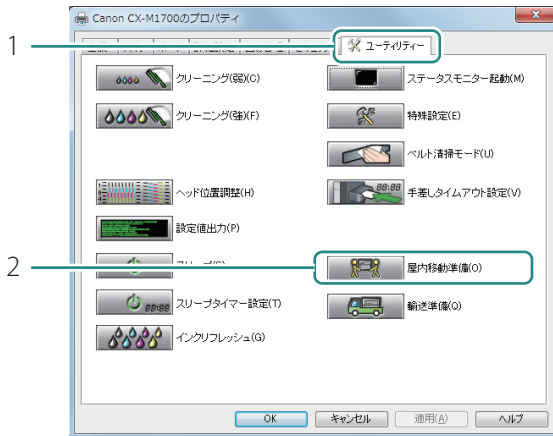 Canon CX-M1700のプロパティ
1
ユーティリティー
クリーニング(弱)(C)
ステータスモニター起動(M)
クリーニング(強)(F)
特殊設定(E)
ベルト清掃モード(U)
ヘッド位置調整(H)
88:88
手差しタイムアウト設定(V)
設定値出力(P)
2
屋内移動準備(O)
88:88
スリープタイマー設定(T)
輸送準備(Q)
インクリフレッシュ(G)
OK
キャンセル
適用(A)
ヘルプ